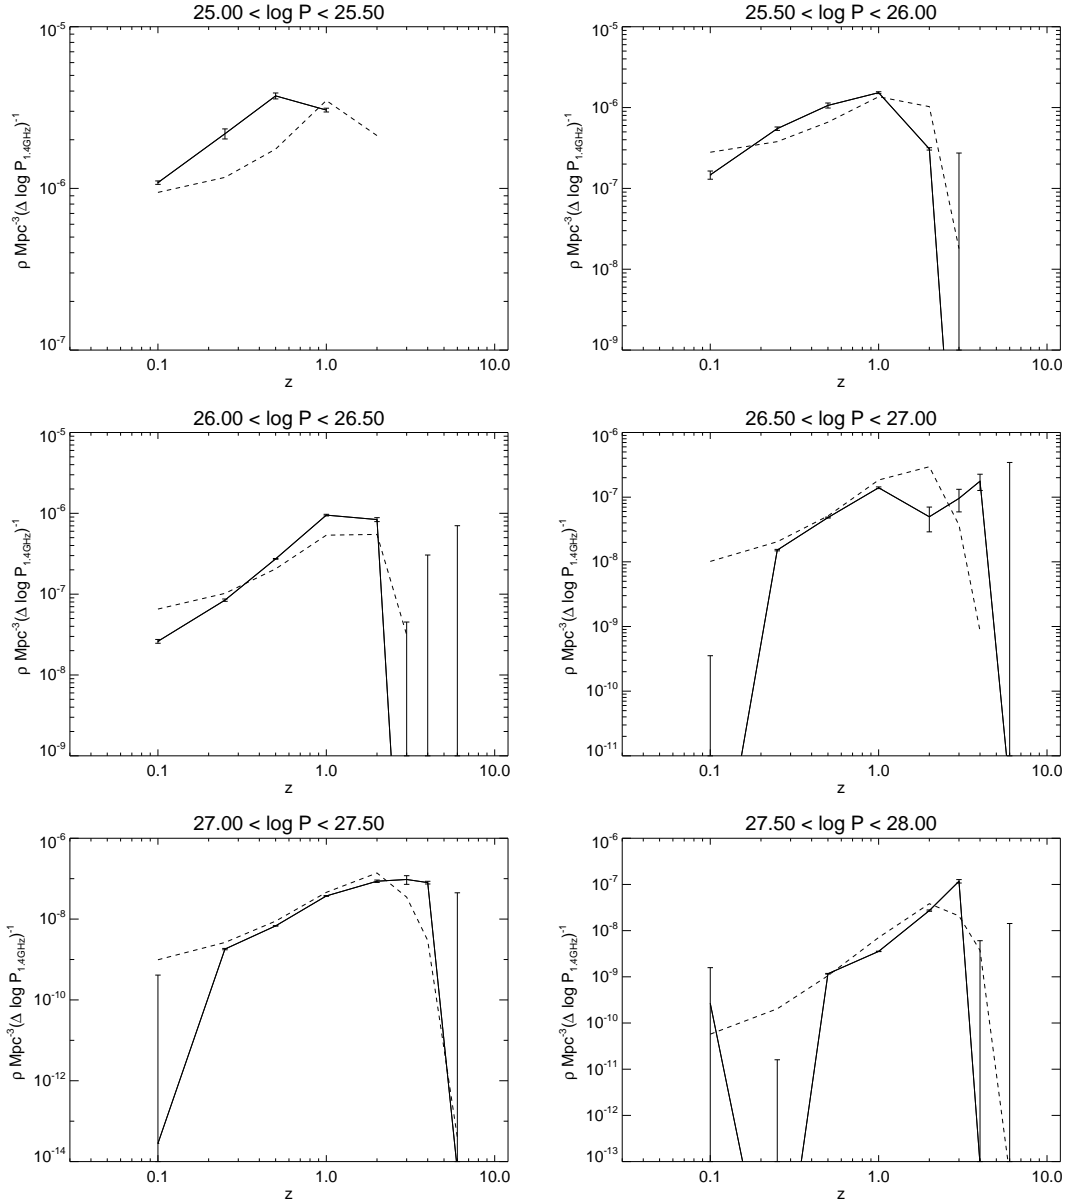 25.00 < log P < 25.50
10⁻⁵
10⁻⁶
10⁻⁷
ρ Mpc⁻³(Δ log P₁.₄GHz)⁻¹
0.1 1.0 10.0
z
25.50 < log P < 26.00
10⁻⁵
10⁻⁶
10⁻⁷
10⁻⁸
10⁻⁹
ρ Mpc⁻³(Δ log P₁.₄GHz)⁻¹
0.1 1.0 10.0
z
26.00 < log P < 26.50
10⁻⁵
10⁻⁶
10⁻⁷
10⁻⁸
10⁻⁹
ρ Mpc⁻³(Δ log P₁.₄GHz)⁻¹
0.1 1.0 10.0
z
26.50 < log P < 27.00
10⁻⁶
10⁻⁷
10⁻⁸
10⁻⁹
10⁻¹⁰
10⁻¹¹
ρ Mpc⁻³(Δ log P₁.₄GHz)⁻¹
0.1 1.0 10.0
z
27.00 < log P < 27.50
10⁻⁶
10⁻⁸
10⁻¹⁰
10⁻¹²
10⁻¹⁴
ρ Mpc⁻³(Δ log P₁.₄GHz)⁻¹
0.1 1.0 10.0
z
27.50 < log P < 28.00
10⁻⁶
10⁻⁷
10⁻⁸
10⁻⁹
10⁻¹⁰
10⁻¹¹
10⁻¹²
10⁻¹³
ρ Mpc⁻³(Δ log P₁.₄GHz)⁻¹
0.1 1.0 10.0
z